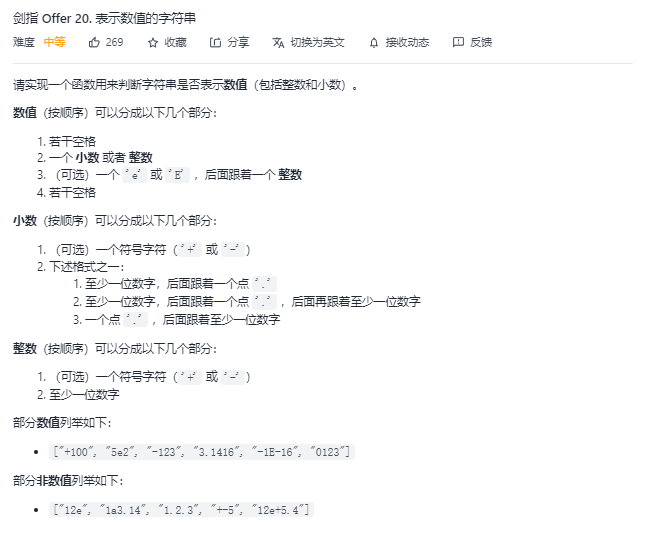 剑指 Offer 20. 表示数值的字符串
难度 中等 269 收藏 分享 切换为英文 接收动态 反馈
请实现一个函数用来判断字符串是否表示数值（包括整数和小数）。
数值（按顺序）可以分成以下几个部分：
1. 若干空格
2. 一个 小数 或者 整数
3. （可选）一个 'e' 或 'E' ，后面跟着一个 整数
4. 若干空格
小数（按顺序）可以分成以下几个部分：
1. （可选）一个符号字符（'+' 或 '-'）
2. 下述格式之一：
1. 至少一位数字，后面跟着一个点 '.'
2. 至少一位数字，后面跟着一个点 '.' ，后面再跟着至少一位数字
3. 一个点 '.' ，后面跟着至少一位数字
整数（按顺序）可以分成以下几个部分：
1. （可选）一个符号字符（'+' 或 '-'）
2. 至少一位数字
部分数值列举如下：
• ["+100", "5e2", "-123", "3.1416", "-1E-16", "0123"]
部分非数值列举如下：
• ["12e", "1a3.14", "1.2.3", "+-5", "12e+5.4"]